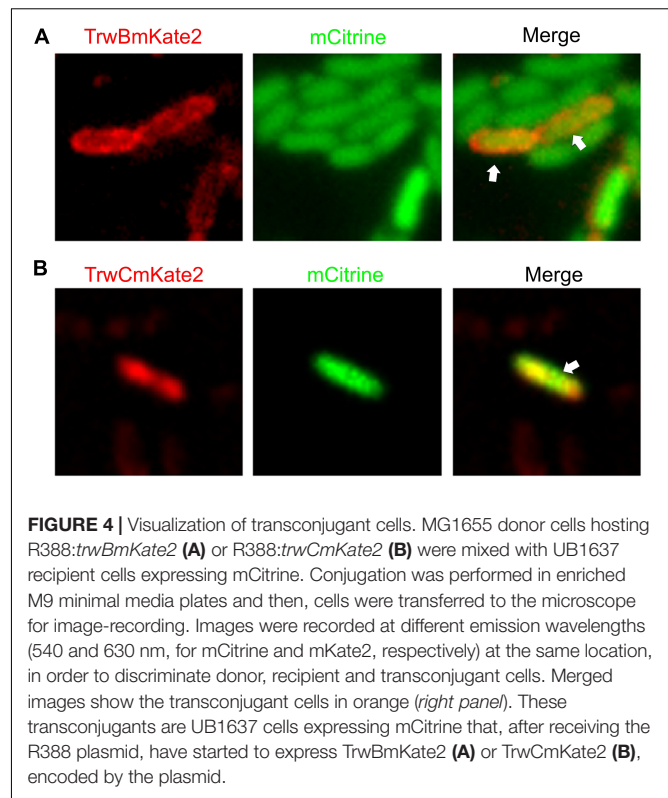 A
TrwBmKate2 mCitrine Merge
B
TrwCmKate2 mCitrine Merge
FIGURE 4 | Visualization of transconjugant cells. MG1655 donor cells hosting
R388:trwBmKate2 (A) or R388:trwCmKate2 (B) were mixed with UB1637
recipient cells expressing mCitrine. Conjugation was performed in enriched
M9 minimal media plates and then, cells were transferred to the microscope
for image-recording. Images were recorded at different emission wavelengths
(540 and 630 nm, for mCitrine and mKate2, respectively) at the same location,
in order to discriminate donor, recipient and transconjugant cells. Merged
images show the transconjugant cells in orange (right panel). These
transconjugants are UB1637 cells expressing mCitrine that, after receiving the
R388 plasmid, have started to express TrwBmKate2 (A) or TrwCmKate2 (B),
encoded by the plasmid.